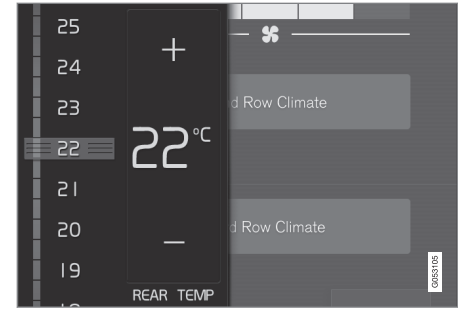 25
24
23
22
21
20
19
+
22°C
−
REAR TEMP
d Row Climate
d Row Climate
G053105